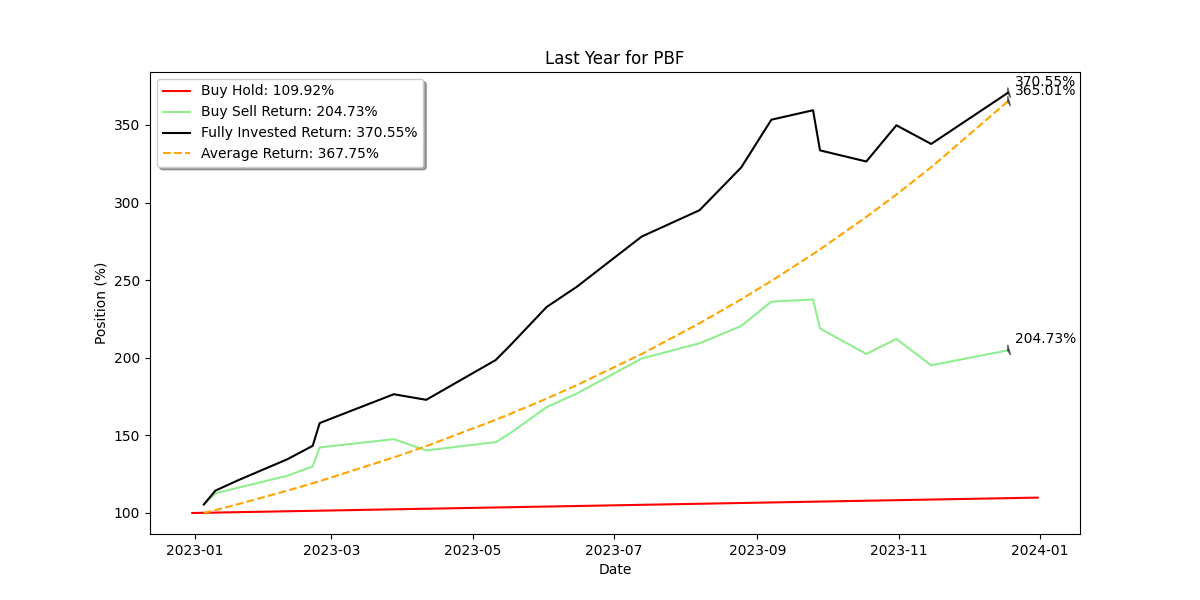 Last Year for PBF
Buy Hold: 109.92%
Buy Sell Return: 204.73%
Fully Invested Return: 370.55%
Average Return: 367.75%
370.55%
365.01%
204.73%
350
300
250
200
150
100
Position (%)
2023-01 2023-03 2023-05 2023-07 2023-09 2023-11 2024-01
Date